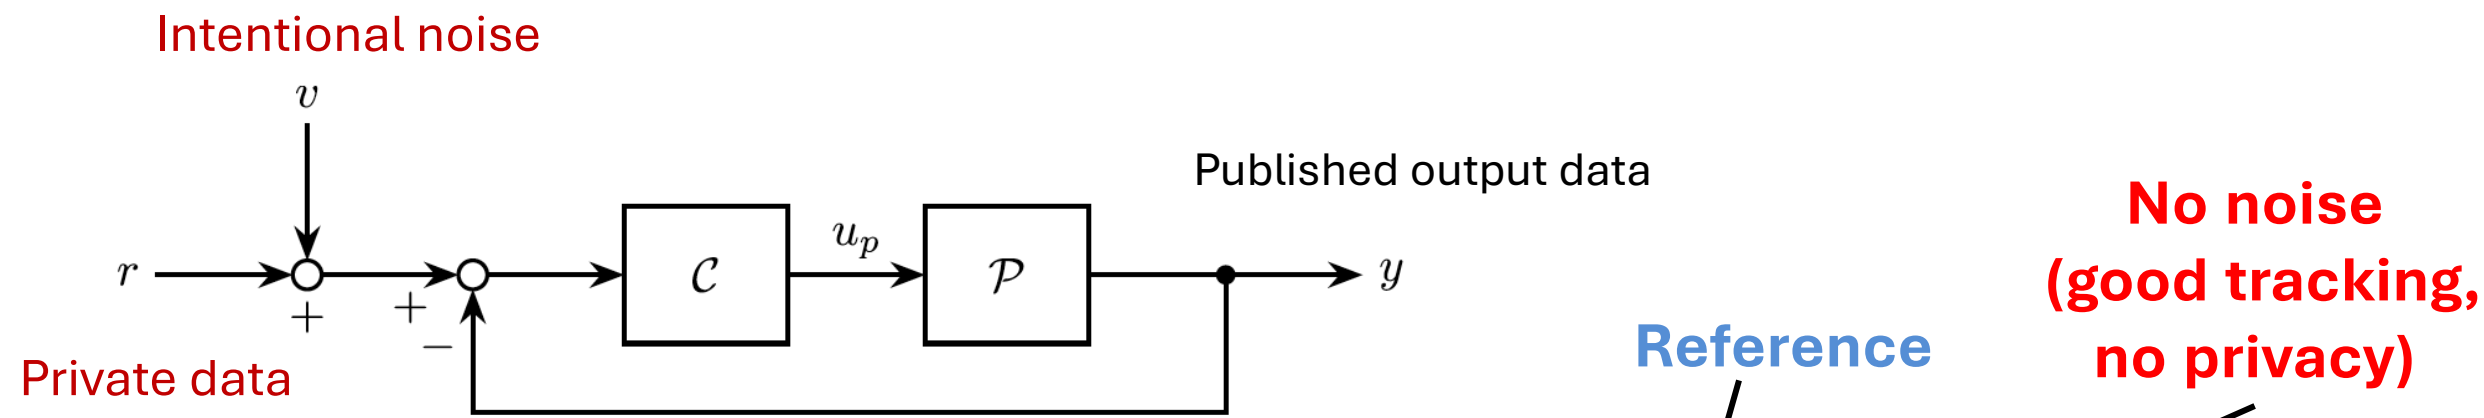 Intentional noise
v
Published output data
r
+
+
−
C
u_p
P
y
Private data
Reference
No noise
(good tracking,
no privacy)